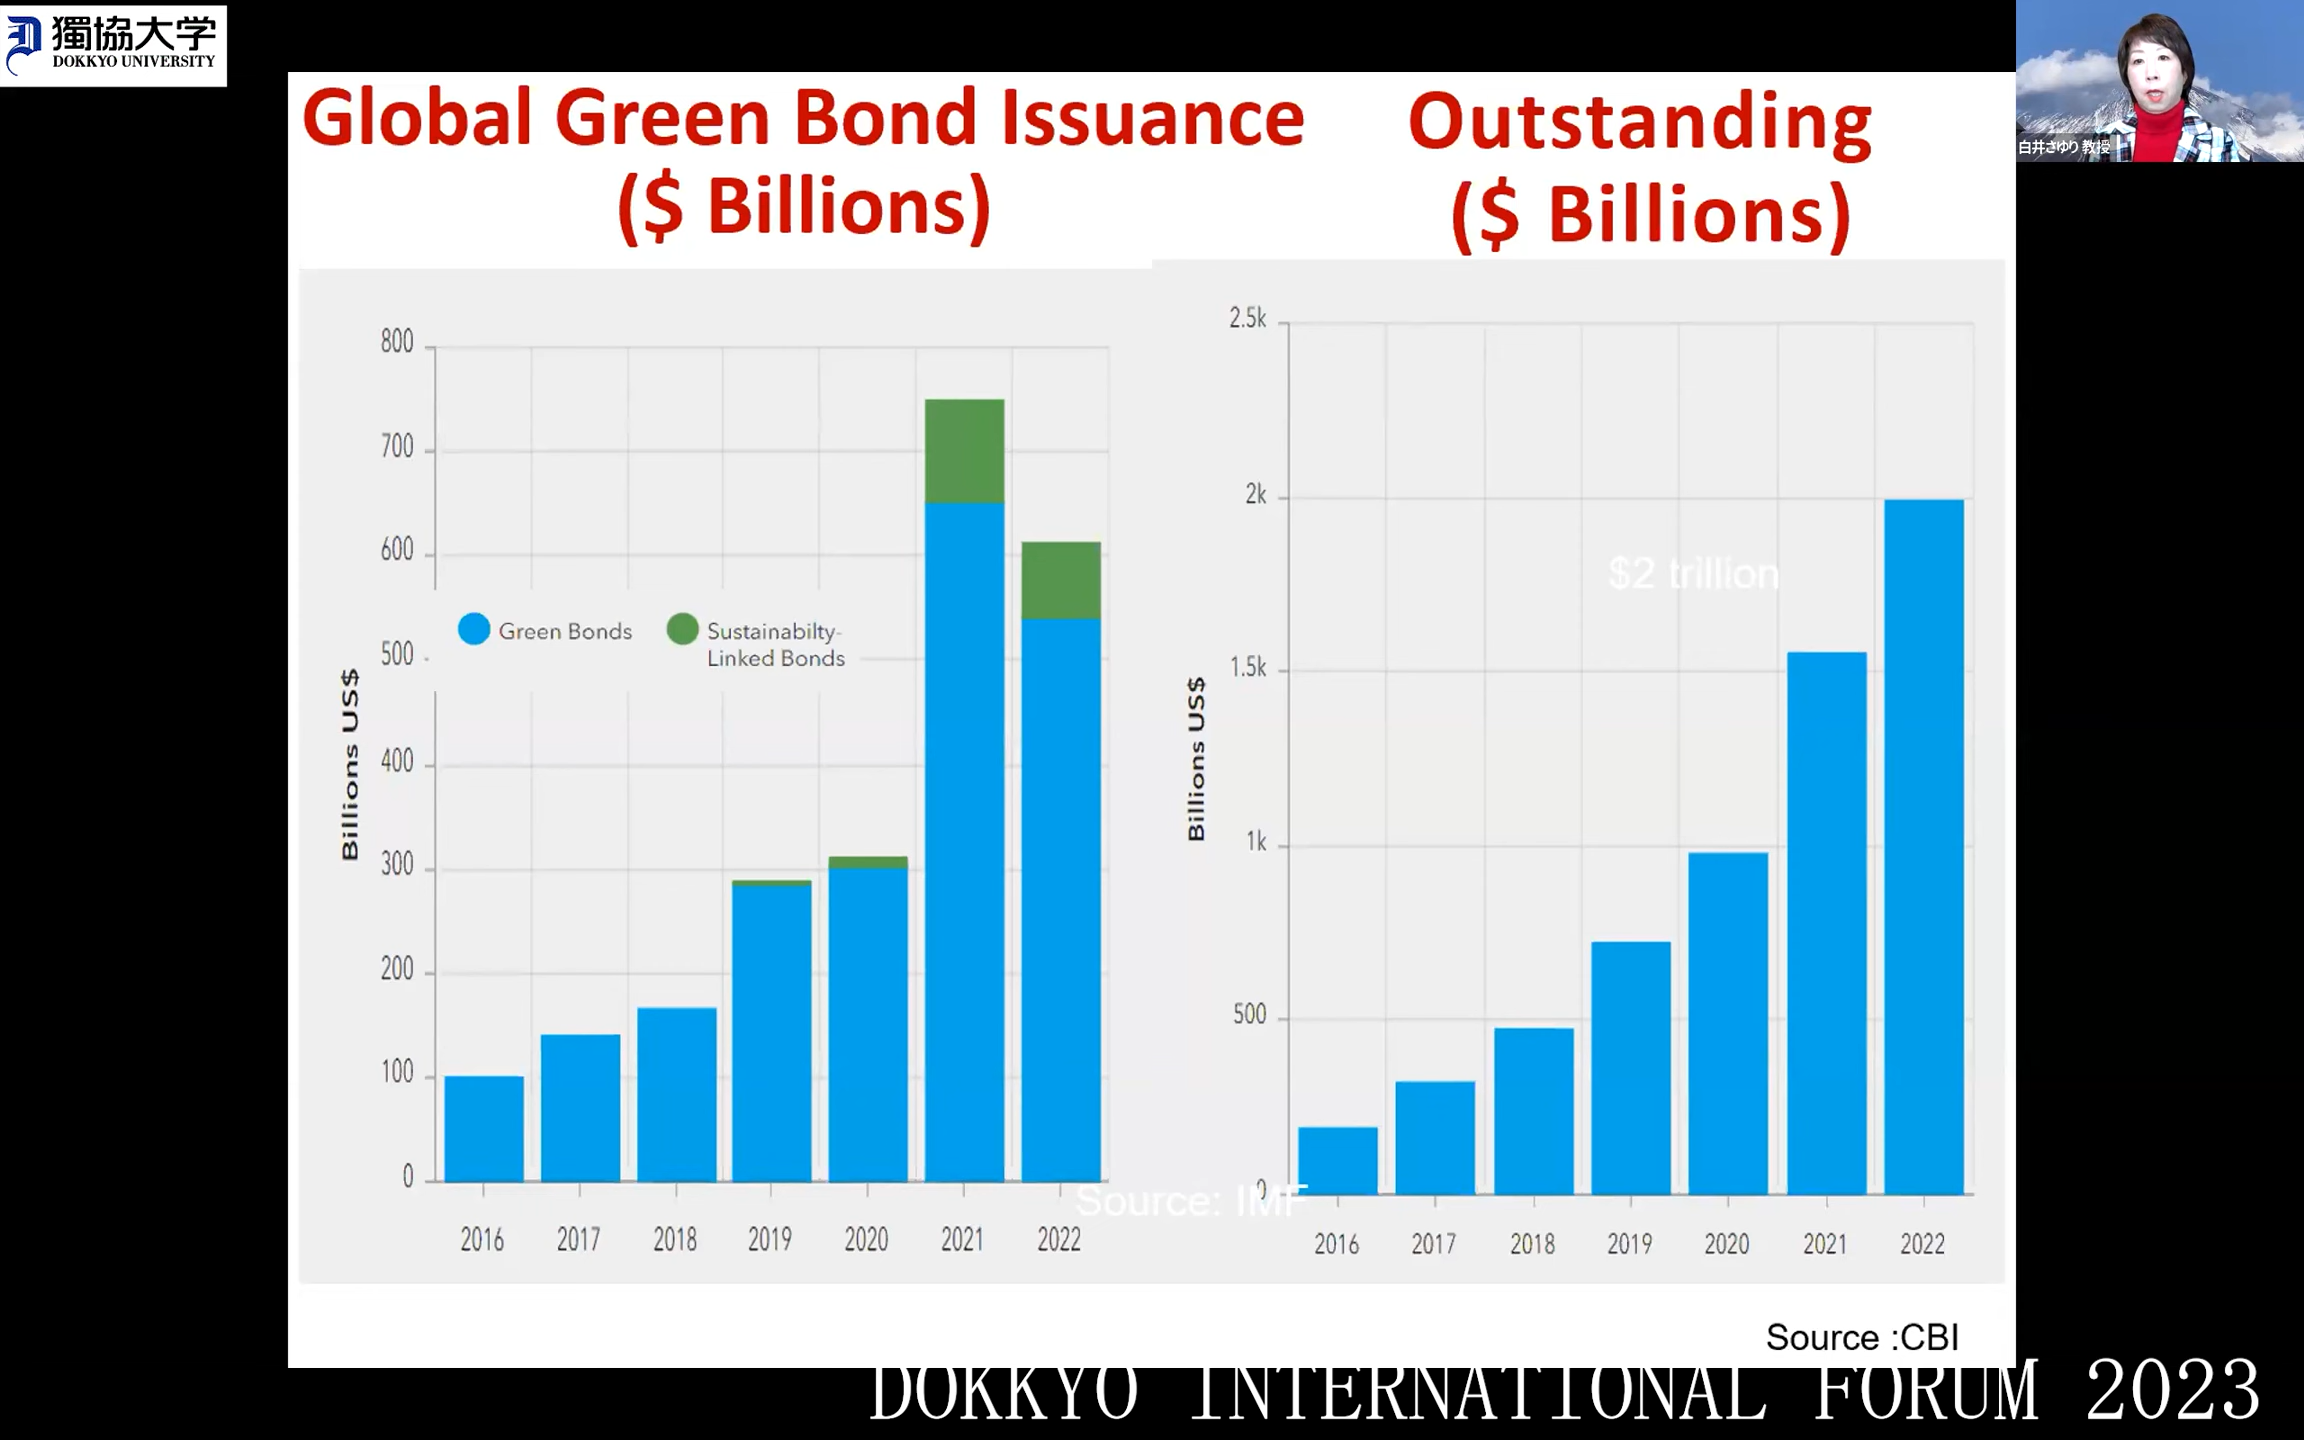 獨協大学
DOKKYO UNIVERSITY
白井さゆり 教授
Global Green Bond Issuance
($ Billions)
Outstanding
($ Billions)
800
700
600
500
400
300
200
100
0
Billions US$
Green Bonds
Sustainabilty-
Linked Bonds
2016 2017 2018 2019 2020 2021 2022
2.5k
2k
1.5k
1k
500
0
Billions US$
$2 trillion
2016 2017 2018 2019 2020 2021 2022
Source: IMF
Source :CBI
DOKKYO INTERNATIONAL FORUM 2023